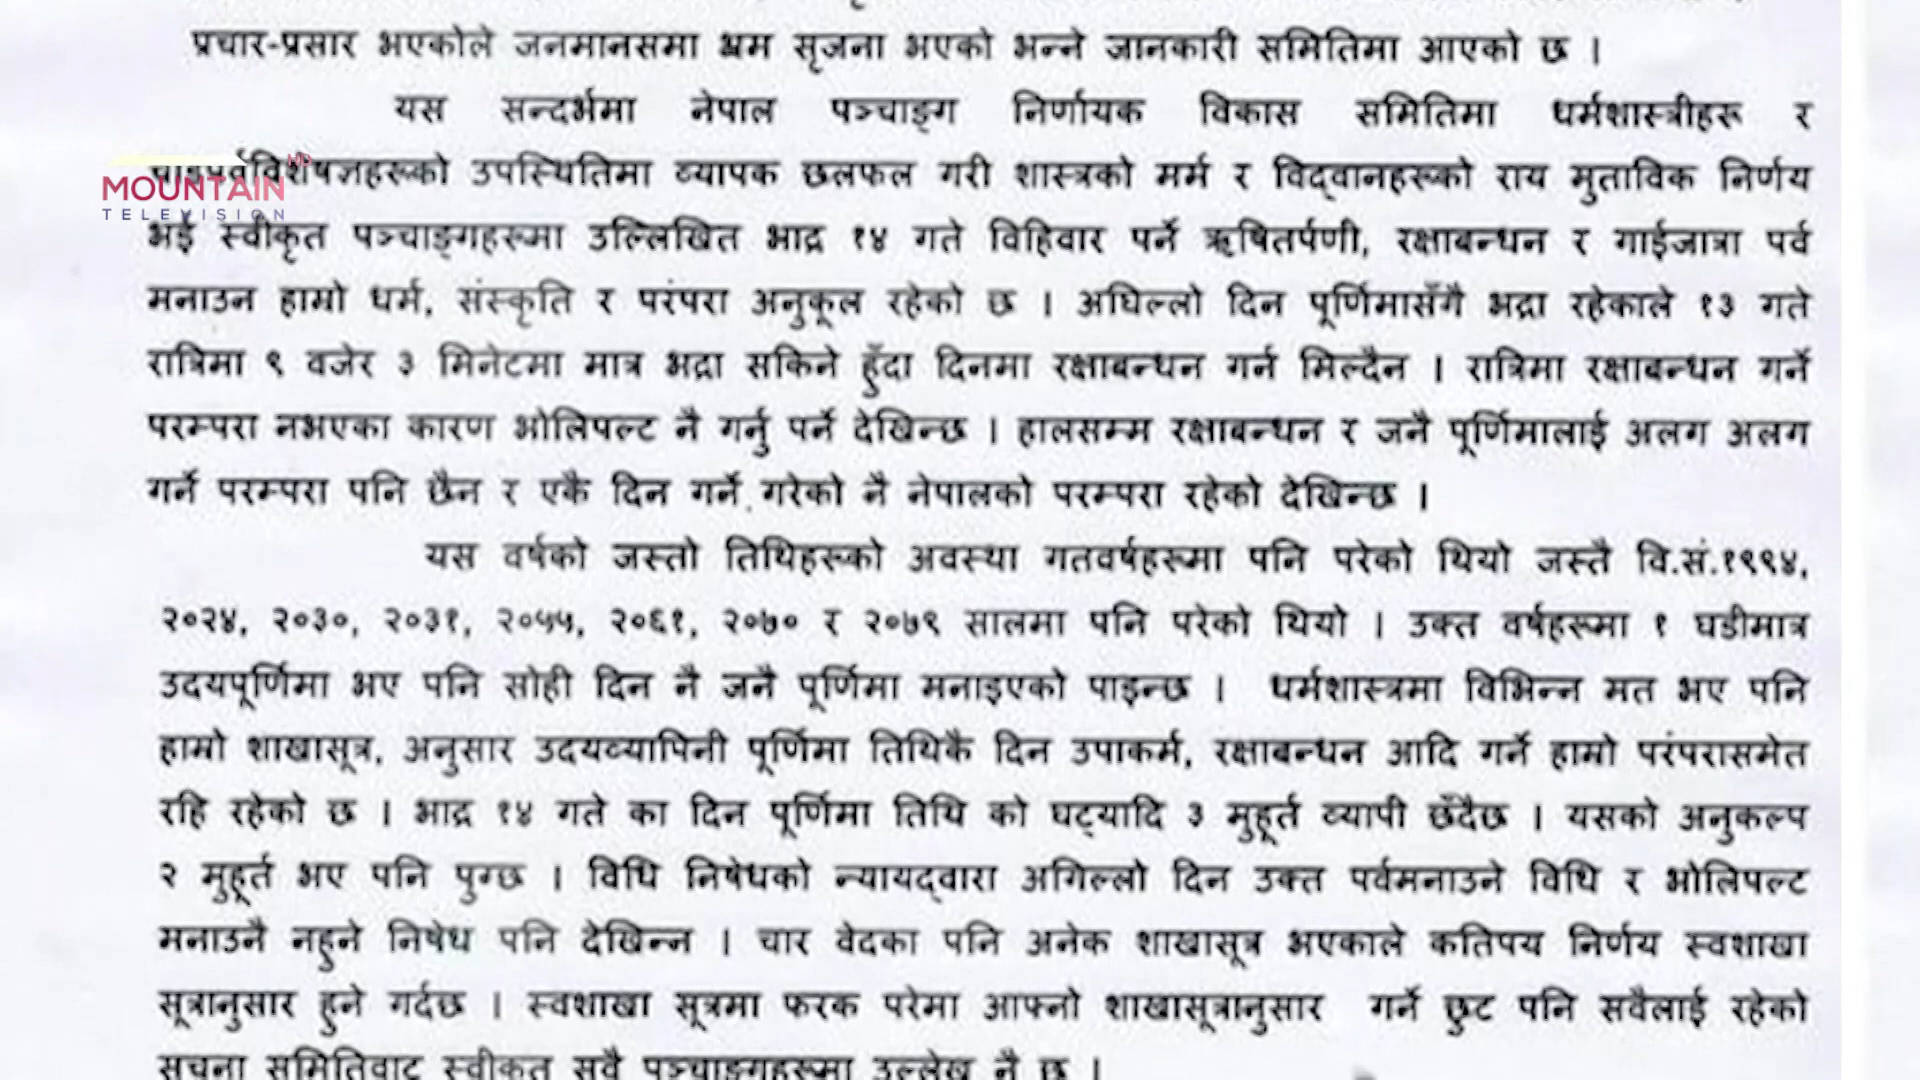 प्रचार-प्रसार भएकोले जनमानसमा भ्रम सृजना भएको भन्ने जानकारी समितिमा आएको छ ।
यस सन्दर्भमा नेपाल पञ्चाङ्ग निर्णायक विकास समितिमा धर्मशास्त्रीहरू र
उपस्थितिमा व्यापक छलफल गरी शास्त्रको मर्म र विद्वानहरूको राय मुताविक निर्णय
HD
MOUNTAIN
TELEVISION
भई स्वीकृत पञ्चाङ्गहरूमा उल्लिखित भाद्र १४ गते विहिवार पर्ने ऋषितर्पणी, रक्षाबन्धन र गाईजात्रा पर्व
मनाउन हाम्रो धर्म, संस्कृति र परंपरा अनुकूल रहेको छ । अघिल्लो दिन पूर्णिमासँगै भद्रा रहेकाले १३ गते
रात्रिमा ९ वजेर ३ मिनेटमा मात्र भद्रा सकिने हुँदा दिनमा रक्षाबन्धन गर्न मिल्दैन । रात्रिमा रक्षाबन्धन गर्ने
परम्परा नभएका कारण भोलिपल्ट नै गर्नु पर्ने देखिन्छ । हालसम्म रक्षाबन्धन र जनै पूर्णिमालाई अलग अलग
गर्ने परम्परा पनि छैन र एकै दिन गर्ने गरेको नै नेपालको परम्परा रहेको देखिन्छ ।
यस वर्षको जस्तो तिथिहरूको अवस्था गतवर्षहरूमा पनि परेको थियो जस्तै वि.सं.१९९४,
२०२४, २०३०, २०३१, २०५५, २०६१, २०७० र २०७९ सालमा पनि परेको थियो । उक्त वर्षहरूमा १ घडीमात्र
उदयपूर्णिमा भए पनि सोही दिन नै जनै पूर्णिमा मनाइएको पाइन्छ । धर्मशास्त्रमा विभिन्न मत भए पनि
हाम्रो शाखासूत्र, अनुसार उदयव्यापिनी पूर्णिमा तिथिकै दिन उपाकर्म, रक्षाबन्धन आदि गर्ने हाम्रो परंपरासमेत
रहि रहेको छ । भाद्र १४ गते का दिन पूर्णिमा तिथि को घट्यादि ३ मुहूर्त व्यापी छँदैछ । यसको अनुकल्प
२ मुहूर्त भए पनि पुग्छ । विधि निषेधको न्यायद्वारा अगिल्लो दिन उक्त पर्वमनाउने विधि र भोलिपल्ट
मनाउनै नहुने निषेध पनि देखिन्न । चार वेदका पनि अनेक शाखासूत्र भएकाले कतिपय निर्णय स्वशाखा
सूत्रानुसार हुने गर्दछ । स्वशाखा सूत्रमा फरक परेमा आफ्नो शाखासूत्रानुसार गर्ने छुट पनि सवैलाई रहेको
सूचना समितिवाट स्वीकृत सवै पञ्चाङ्गहरूमा उल्लेख नै छ ।